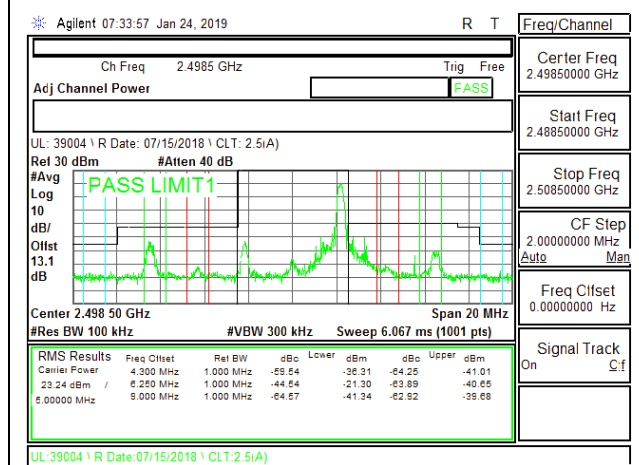 Agilent 07:33:57 Jan 24, 2019 R T
Freq/Channel
Ch Freq 2.4985 GHz Trig Free
Adj Channel Power PASS
Center Freq
2.49850000 GHz
Start Freq
2.48850000 GHz
Stop Freq
2.50850000 GHz
CF Step
2.00000000 MHz
Auto Man
Freq Offset
0.00000000 Hz
Signal Track
On Off
UL: 39004 \ R Date: 07/15/2018 \ CLT: 2.5(A)
Ref 30 dBm #Atten 40 dB
#Avg
Log
10
dB/
Offst
13.1
dB
PASS LIMIT1
Center 2.498 50 GHz Span 20 MHz
#Res BW 100 kHz #VBW 300 kHz Sweep 6.067 ms (1001 pts)
RMS Results Freq Offset Ref BW dBc Lower dBm dBc Upper dBm
Carrier Power 4.300 MHz 1.000 MHz -59.54 -36.31 -64.25 -41.01
23.24 dBm / 6.250 MHz 1.000 MHz -44.54 -21.30 -63.89 -40.65
5.00000 MHz 9.000 MHz 1.000 MHz -64.57 -41.34 -62.92 -39.68
UL:39004 \ R Date:07/15/2018 \ CLT:2.5(A)